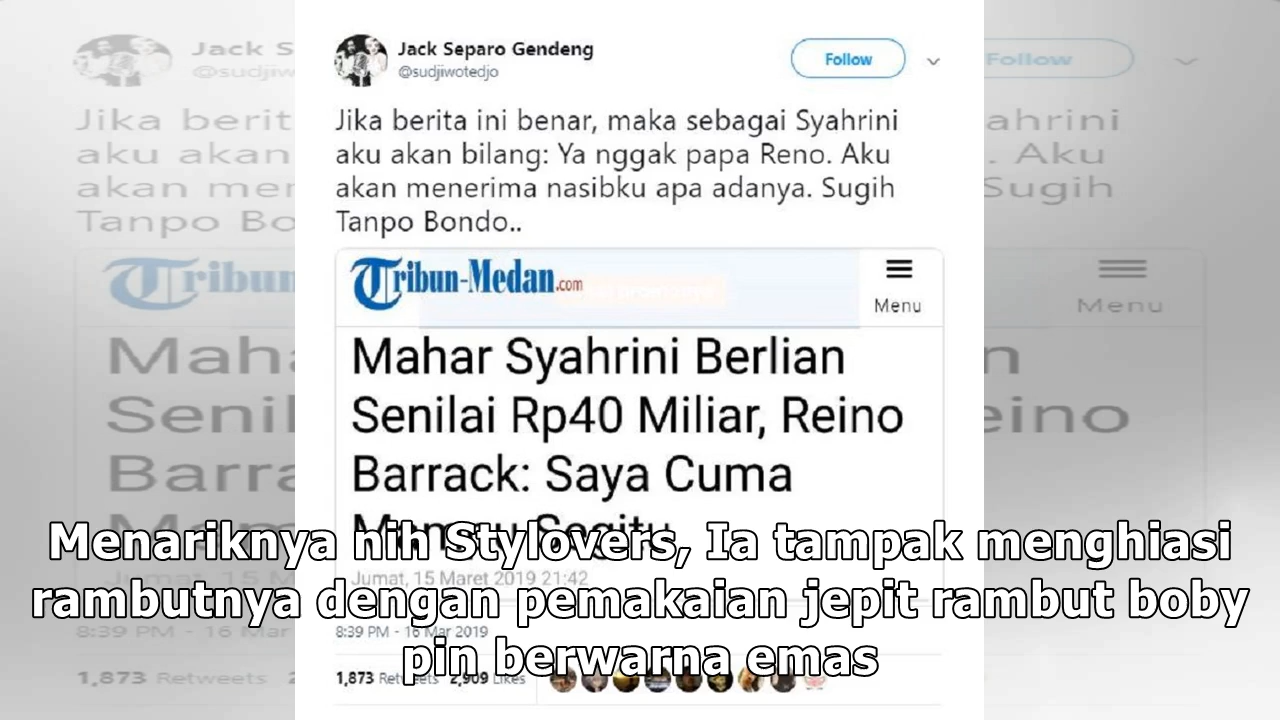 Jack Separo Gendeng
@sudjiwotedjo
Follow
Jika berita ini benar, maka sebagai Syahrini
aku akan bilang: Ya nggak papa Reno. Aku
akan menerima nasibku apa adanya. Sugih
Tanpo Bondo..
Tribun-Medan.com
Menu
Mahar Syahrini Berlian
Senilai Rp40 Miliar, Reino
Barrack: Saya Cuma
Mampu Segitu
Jumat, 15 Maret 2019 21:42
8:39 PM - 16 Mar 2019
1,873 Retweets 2,909 Likes
Menariknya nih Stylovers, Ia tampak menghiasi
rambutnya dengan pemakaian jepit rambut boby
pin berwarna emas